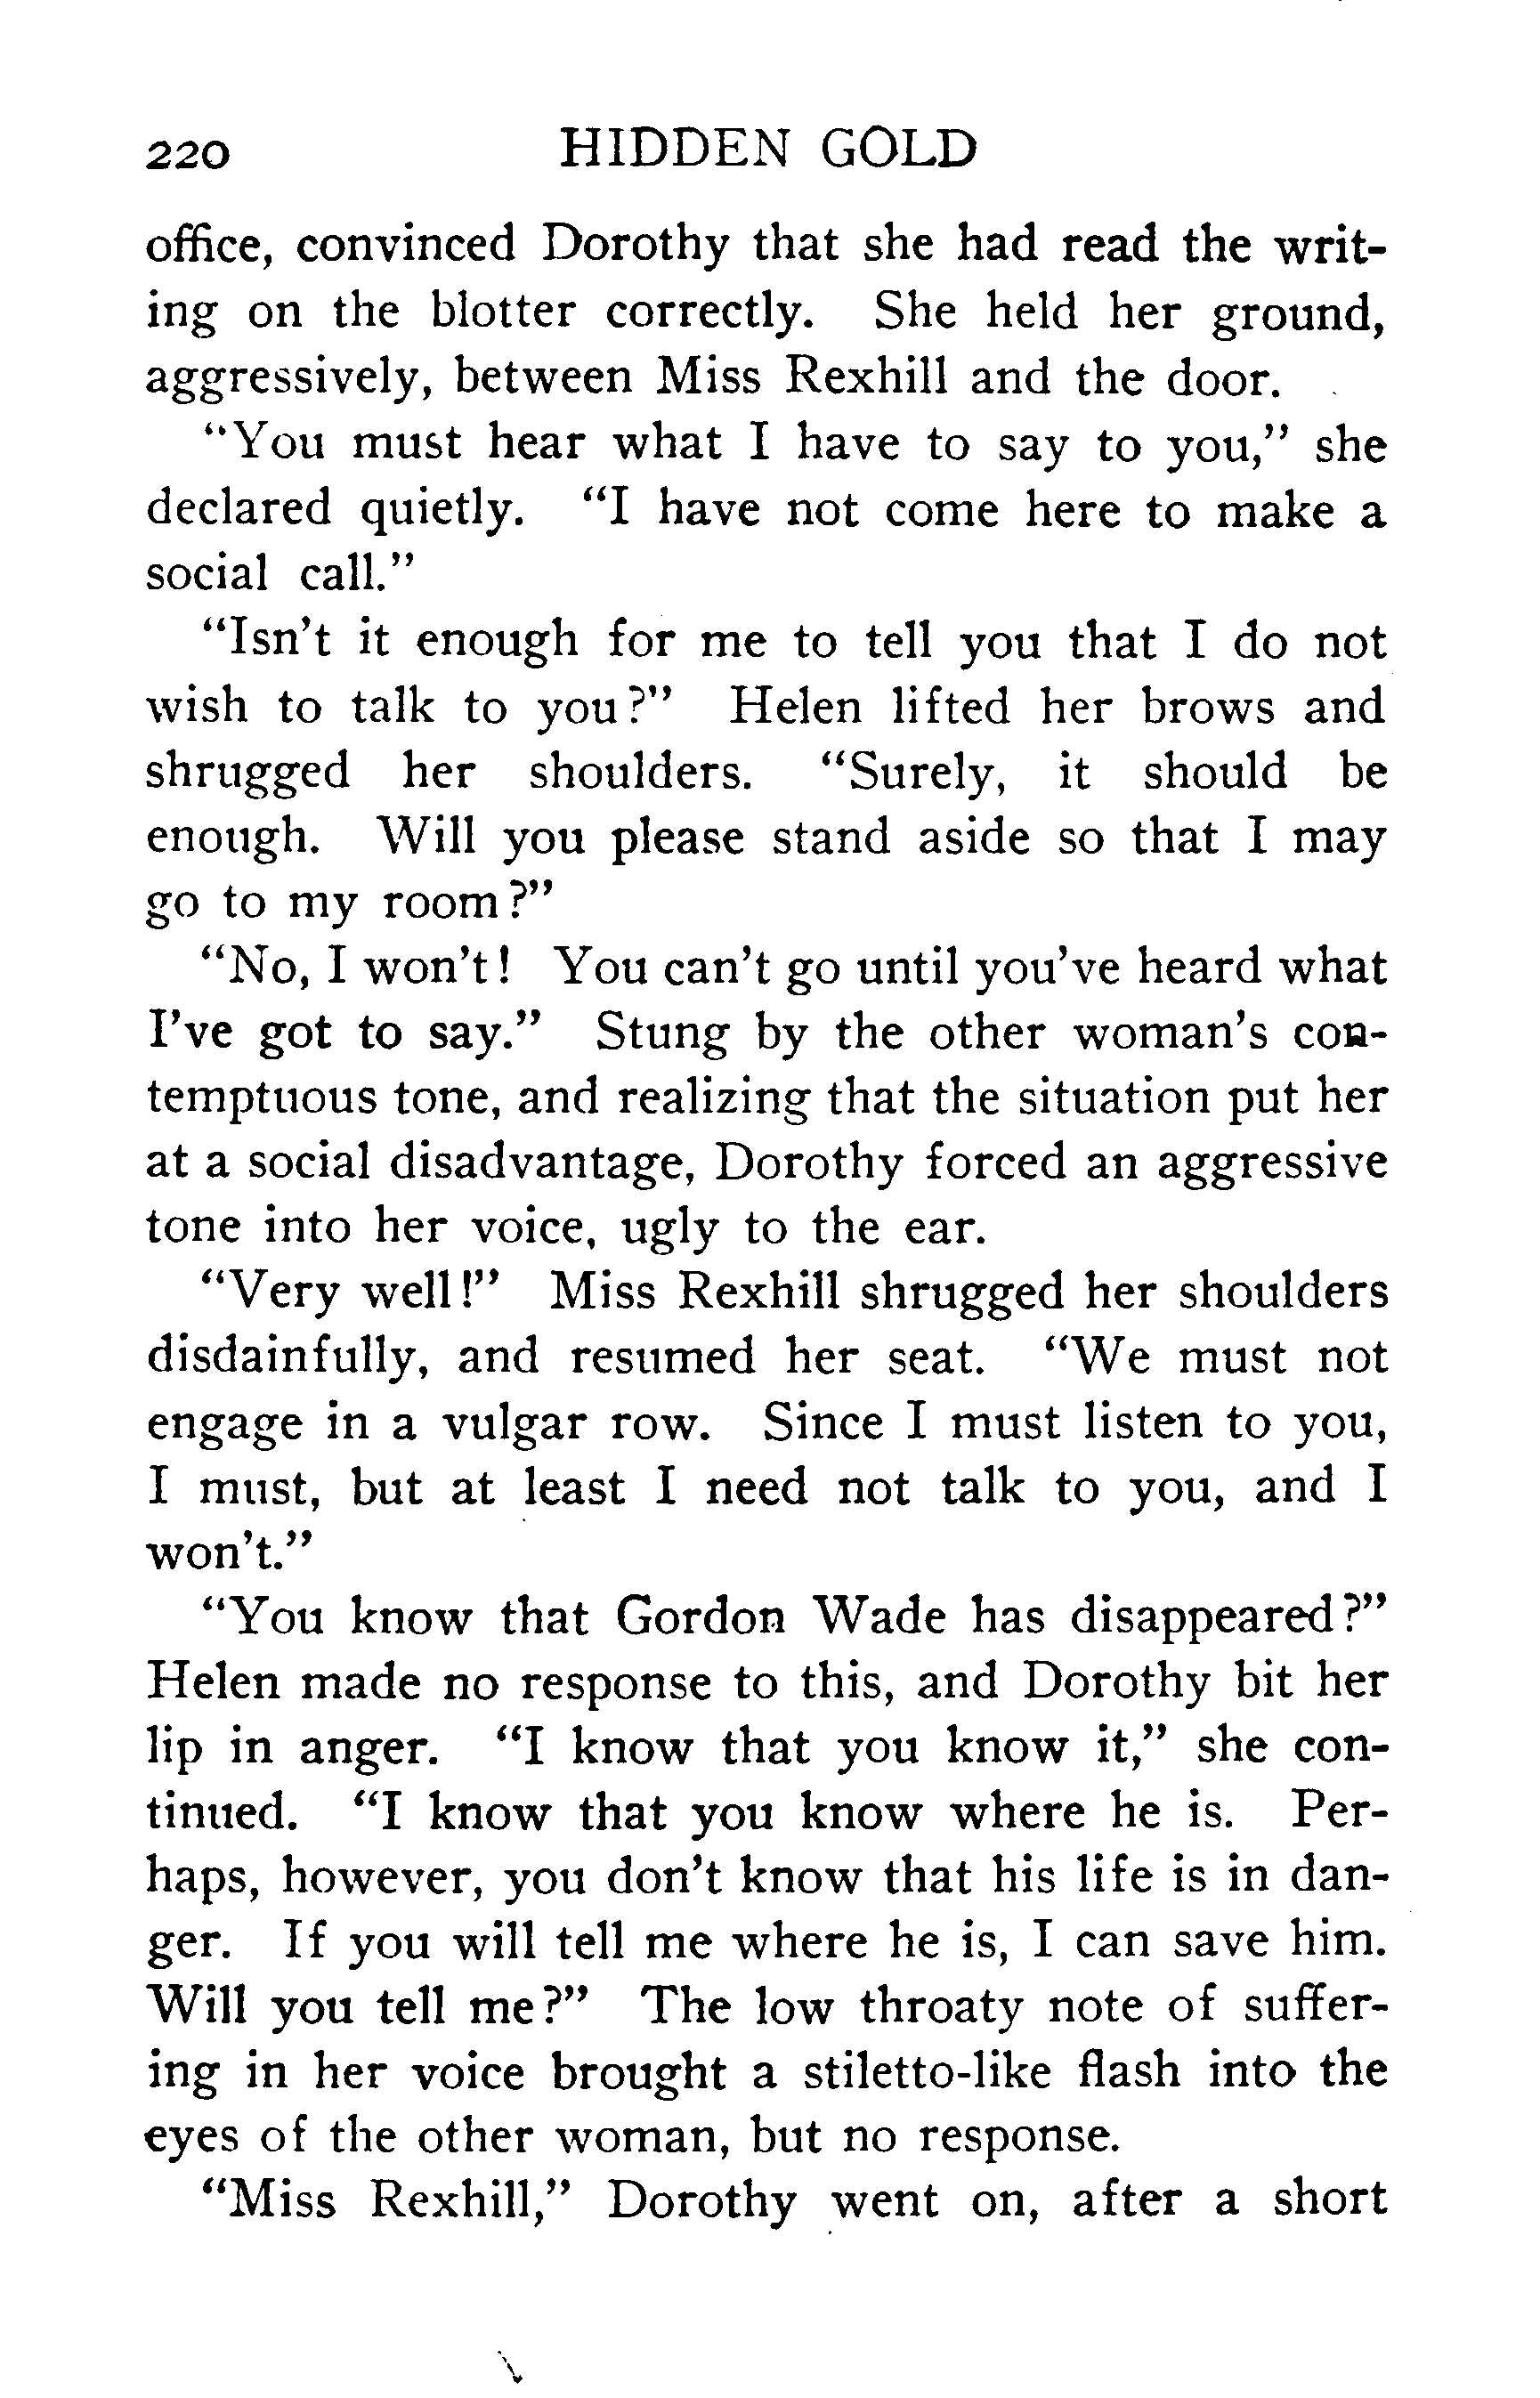 220 HIDDEN GOLD
office, convinced Dorothy that she had read the writ-
ing on the blotter correctly. She held her ground,
aggressively, between Miss Rexhill and the door.
"You must hear what I have to say to you," she
declared quietly. "I have not come here to make a
social call."
"Isn't it enough for me to tell you that I do not
wish to talk to you?" Helen lifted her brows and
shrugged her shoulders. "Surely, it should be
enough. Will you please stand aside so that I may
go to my room?"
"No, I won't! You can't go until you've heard what
I've got to say." Stung by the other woman's con-
temptuous tone, and realizing that the situation put her
at a social disadvantage, Dorothy forced an aggressive
tone into her voice, ugly to the ear.
"Very well!" Miss Rexhill shrugged her shoulders
disdainfully, and resumed her seat. "We must not
engage in a vulgar row. Since I must listen to you,
I must, but at least I need not talk to you, and I
won't."
"You know that Gordon Wade has disappeared?"
Helen made no response to this, and Dorothy bit her
lip in anger. "I know that you know it," she con-
tinued. "I know that you know where he is. Per-
haps, however, you don't know that his life is in dan-
ger. If you will tell me where he is, I can save him.
Will you tell me?" The low throaty note of suffer-
ing in her voice brought a stiletto-like flash into the
eyes of the other woman, but no response.
"Miss Rexhill," Dorothy went on, after a short